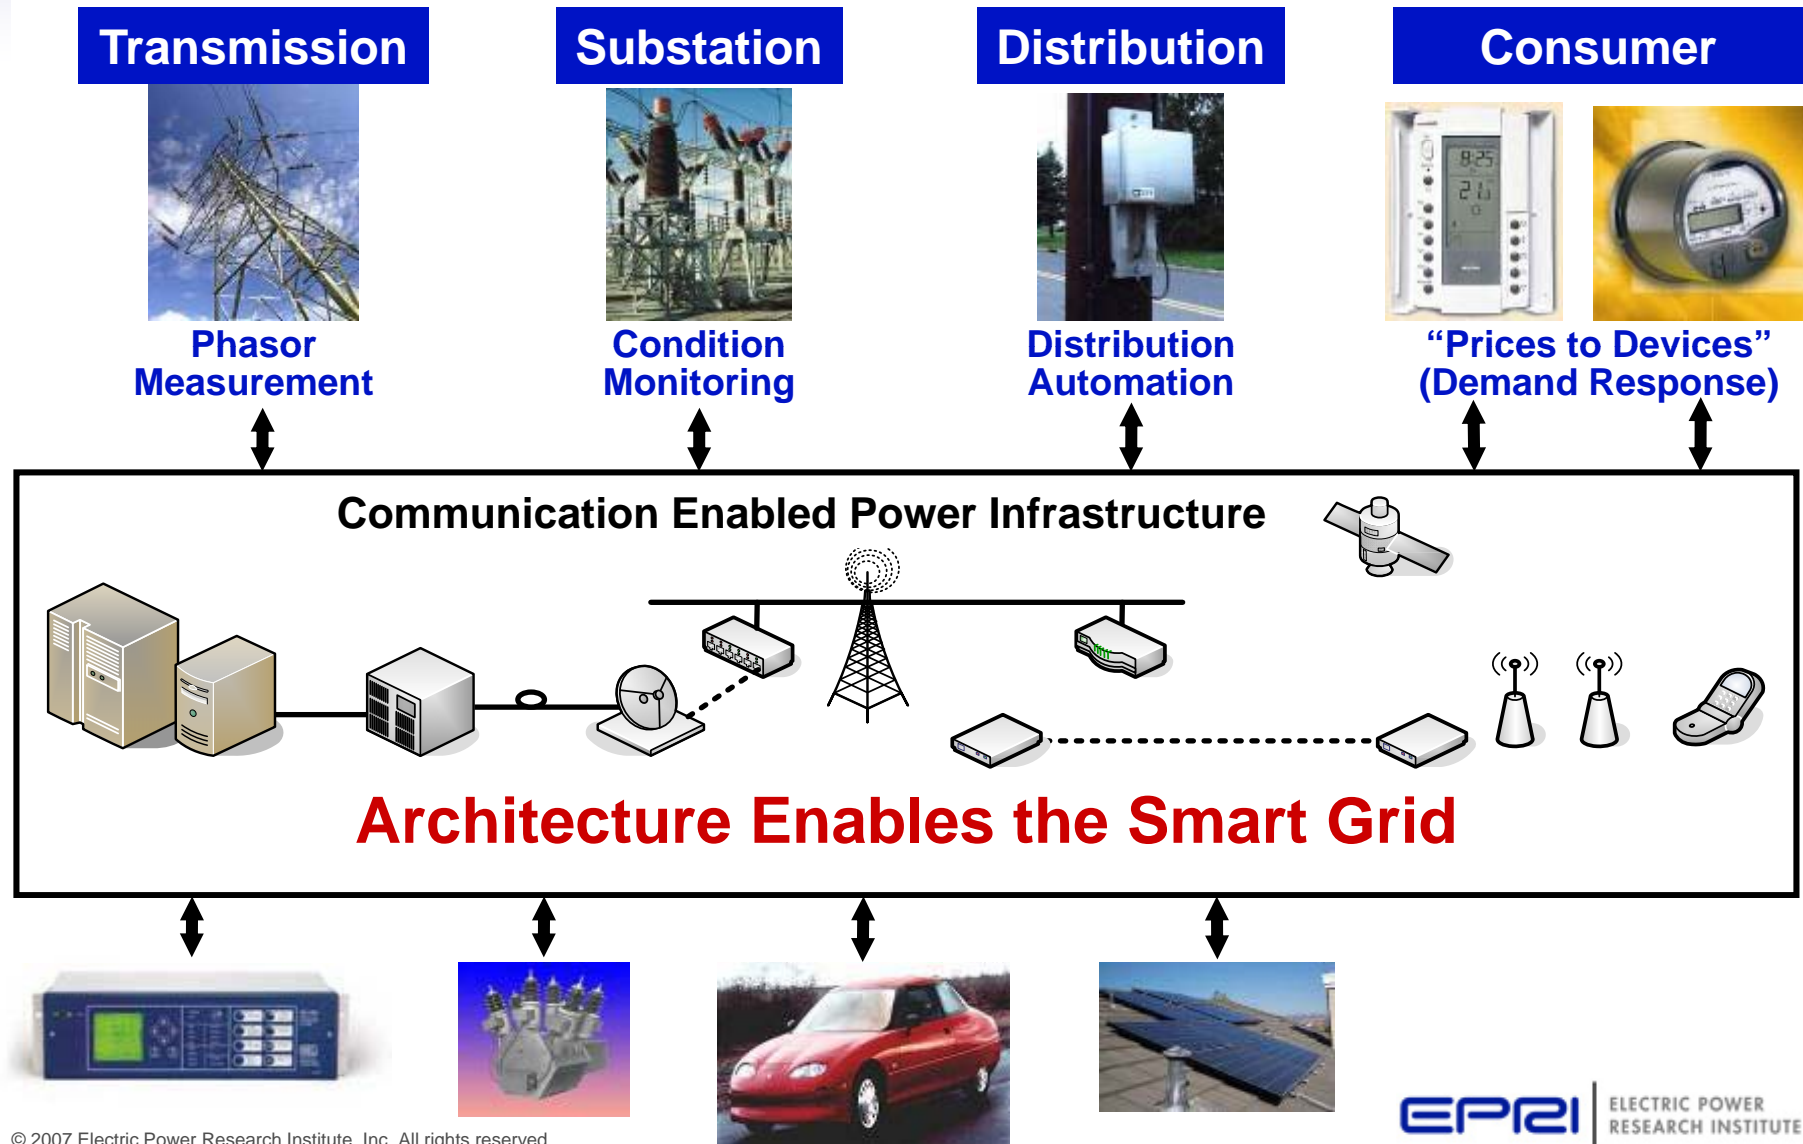 Transmission
Substation
Distribution
Consumer
8:25
Phasor
Measurement
Condition
Monitoring
Distribution
Automation
“Prices to Devices”
(Demand Response)
Communication Enabled Power Infrastructure
Architecture Enables the Smart Grid
EPRI
ELECTRIC POWER
RESEARCH INSTITUTE
© 2007 Electric Power Research Institute, Inc. All rights reserved